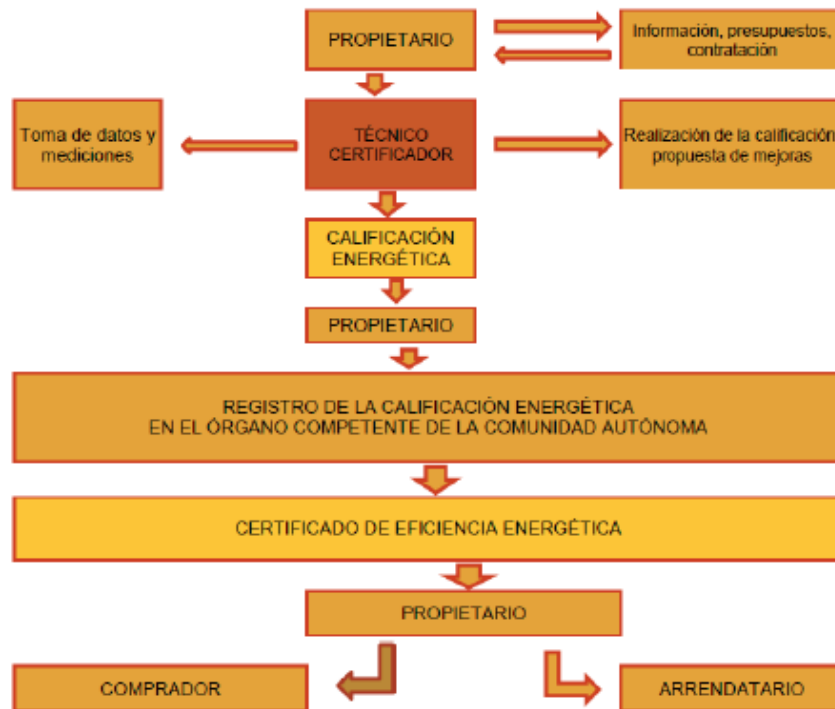 PROPIETARIO
Información, presupuestos,
contratación
Toma de datos y
mediciones
TÉCNICO
CERTIFICADOR
Realización de la calificación
propuesta de mejoras
CALIFICACIÓN
ENERGÉTICA
PROPIETARIO
REGISTRO DE LA CALIFICACIÓN ENERGÉTICA
EN EL ÓRGANO COMPETENTE DE LA COMUNIDAD AUTÓNOMA
CERTIFICADO DE EFICIENCIA ENERGÉTICA
PROPIETARIO
COMPRADOR
ARRENDATARIO